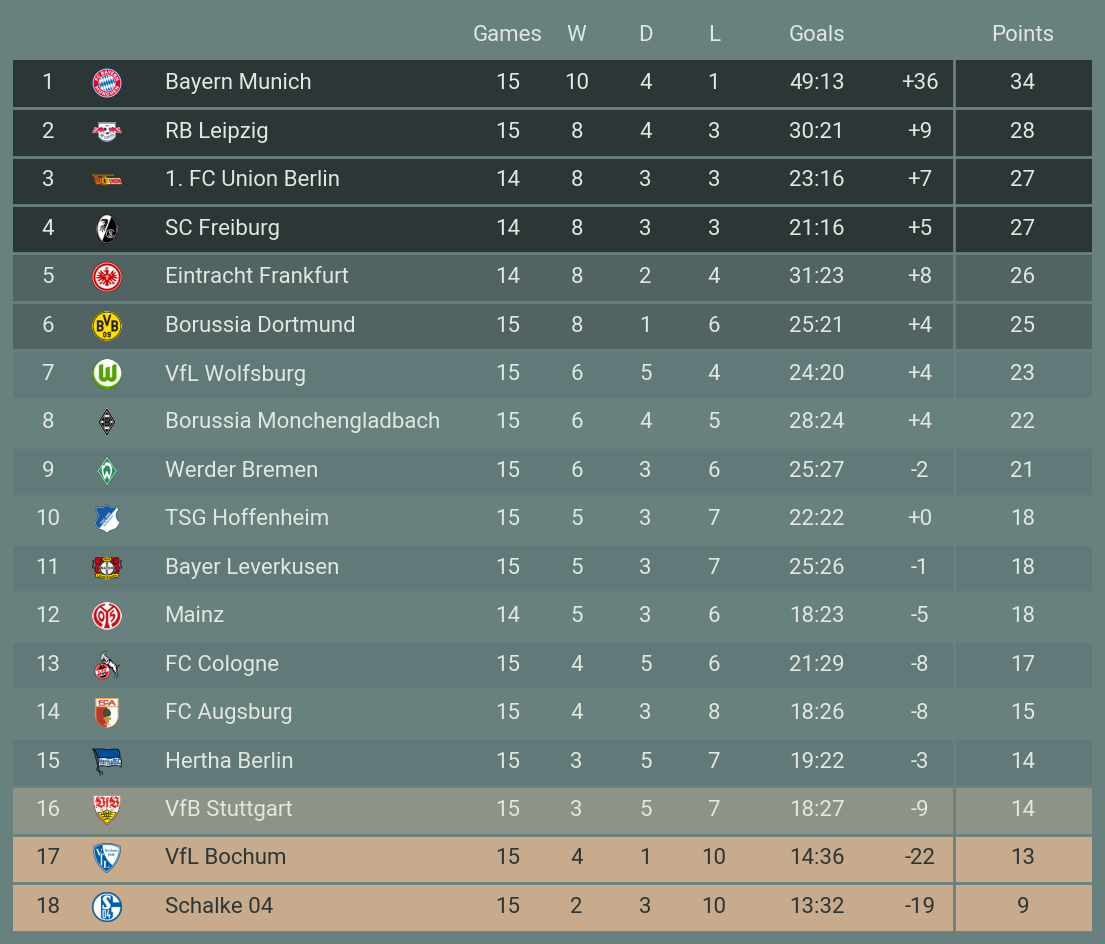 Games W D L Goals Points
1 Bayern Munich 15 10 4 1 49:13 +36 34
2 RB Leipzig 15 8 4 3 30:21 +9 28
3 1. FC Union Berlin 14 8 3 3 23:16 +7 27
4 SC Freiburg 14 8 3 3 21:16 +5 27
5 Eintracht Frankfurt 14 8 2 4 31:23 +8 26
6 Borussia Dortmund 15 8 1 6 25:21 +4 25
7 VfL Wolfsburg 15 6 5 4 24:20 +4 23
8 Borussia Monchengladbach 15 6 4 5 28:24 +4 22
9 Werder Bremen 15 6 3 6 25:27 -2 21
10 TSG Hoffenheim 15 5 3 7 22:22 +0 18
11 Bayer Leverkusen 15 5 3 7 25:26 -1 18
12 Mainz 14 5 3 6 18:23 -5 18
13 FC Cologne 15 4 5 6 21:29 -8 17
14 FC Augsburg 15 4 3 8 18:26 -8 15
15 Hertha Berlin 15 3 5 7 19:22 -3 14
16 VfB Stuttgart 15 3 5 7 18:27 -9 14
17 VfL Bochum 15 4 1 10 14:36 -22 13
18 Schalke 04 15 2 3 10 13:32 -19 9